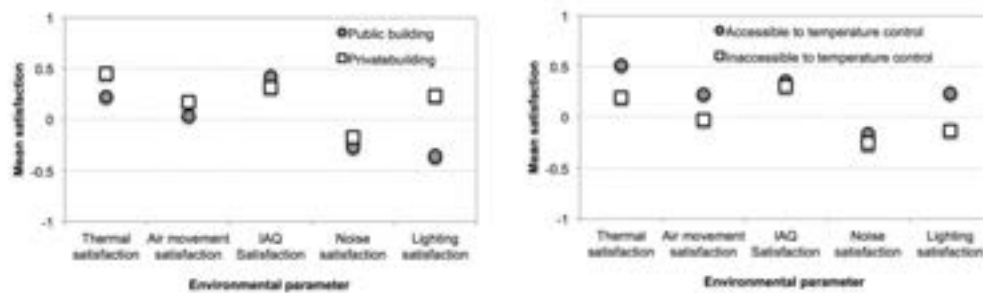 1
0.5
0
-0.5
-1
Mean satisfaction
Public building
Privatebuilding
Thermal satisfaction
Air movement satisfaction
IAQ Satisfaction
Noise satisfaction
Lighting satisfaction
Environmental parameter
1
0.5
0
-0.5
-1
Mean satisfaction
Accessible to temperature control
Inaccessible to temperature control
Thermal satisfaction
Air movement satisfaction
IAQ Satisfaction
Noise satisfaction
Lighting satisfaction
Environmental parameter